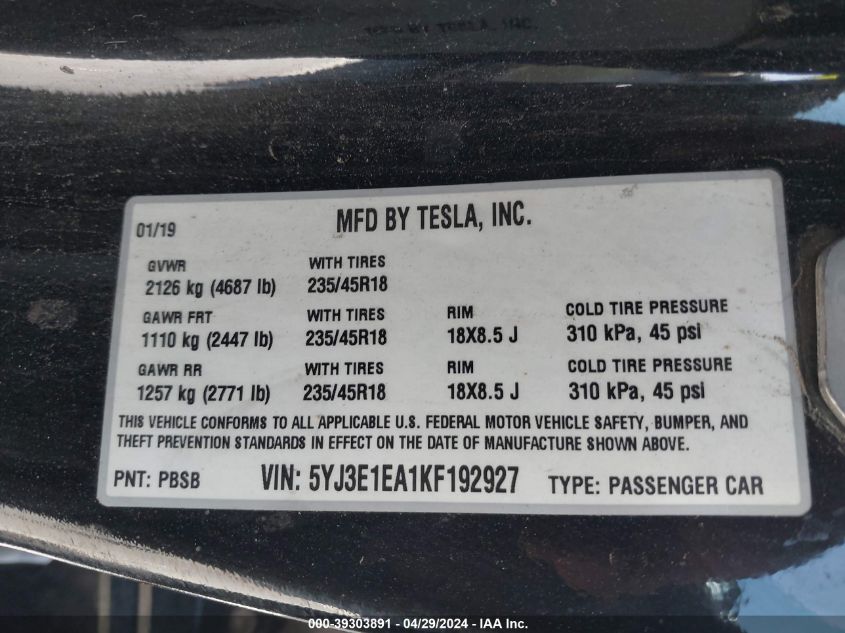 MFD BY TESLA, INC.
01/19
GVWR WITH TIRES
2126 kg (4687 lb) 235/45R18
GAWR FRT WITH TIRES RIM COLD TIRE PRESSURE
1110 kg (2447 lb) 235/45R18 18X8.5 J 310 kPa, 45 psi
GAWR RR WITH TIRES RIM COLD TIRE PRESSURE
1257 kg (2771 lb) 235/45R18 18X8.5 J 310 kPa, 45 psi
THIS VEHICLE CONFORMS TO ALL APPLICABLE U.S. FEDERAL MOTOR VEHICLE SAFETY, BUMPER, AND
THEFT PREVENTION STANDARDS IN EFFECT ON THE DATE OF MANUFACTURE SHOWN ABOVE.
PNT: PBSB VIN: 5YJ3E1EA1KF192927 TYPE: PASSENGER CAR
000-39303891 - 04/29/2024 - IAA Inc.